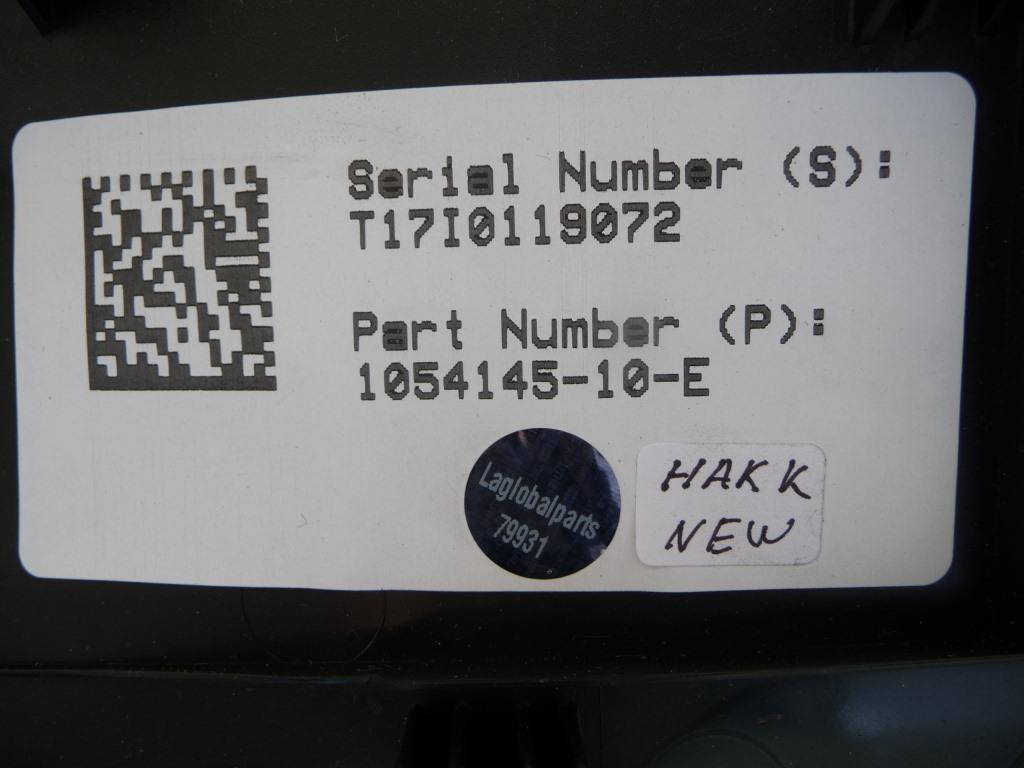 Serial Number (S):
T17I0119072
Part Number (P):
1054145-10-E
Laglobalparts
79931
HAKK
NEW